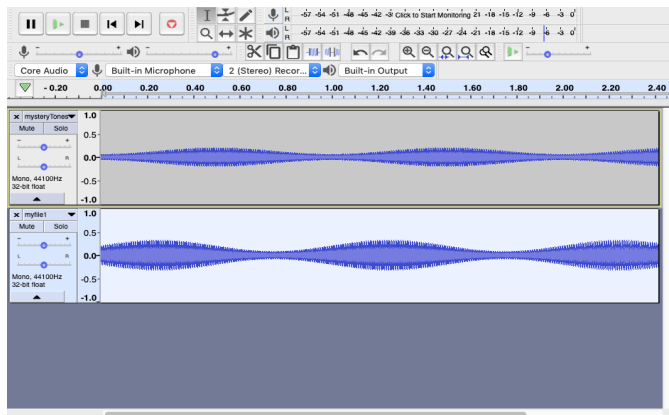 L R -57 -54 -51 -48 -45 -42 -3 Click to Start Monitoring 21 -18 -15 -12 -9 -6 -3 0
L R -57 -54 -51 -48 -45 -42 -39 -36 -33 -30 -27 -24 -21 -18 -15 -12 -9 -6 -3 0
- + - +
- +
Core Audio Built-in Microphone 2 (Stereo) Recor... Built-in Output
- 0.20 0.00 0.20 0.40 0.60 0.80 1.00 1.20 1.40 1.60 1.80 2.00 2.20 2.40
x mysteryTones 1.0
Mute Solo 0.5-
- +
0.0-
L R
Mono, 44100Hz -0.5-
32-bit float
-1.0
x myfile1 1.0
Mute Solo 0.5-
- +
0.0-
L R
Mono, 44100Hz -0.5-
32-bit float
-1.0